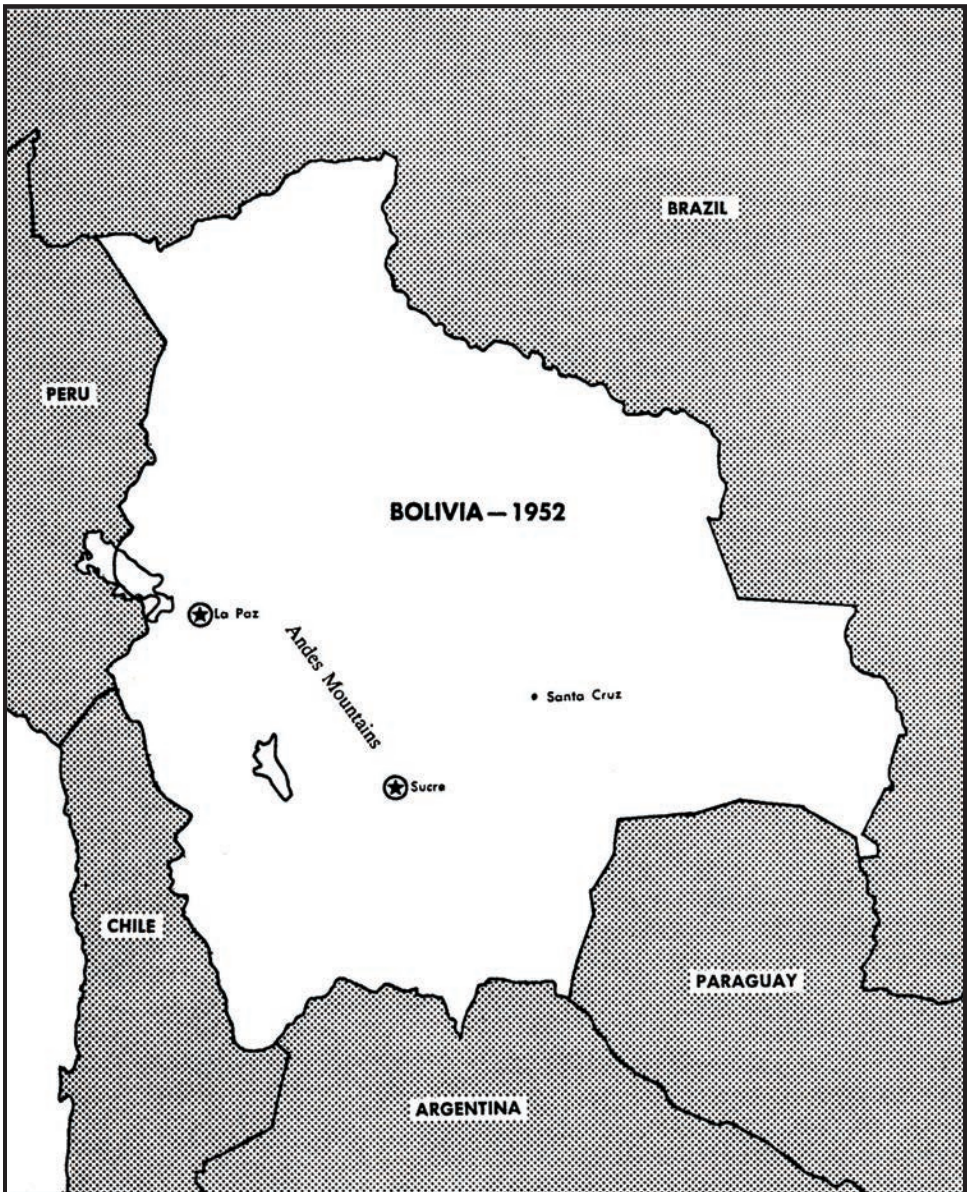 BRAZIL
PERU
BOLIVIA — 1952
La Paz
Andes Mountains
Santa Cruz
Sucre
CHILE
PARAGUAY
ARGENTINA